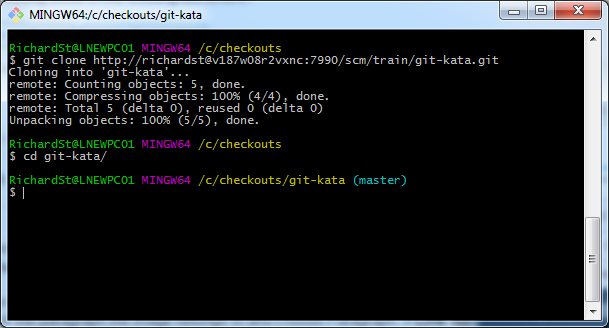 MINGW64:/c/checkouts/git-kata
RichardSt@LNEWPC01 MINGW64 /c/checkouts
$ git clone http://richardst@v187w08r2vxnc:7990/scm/train/git-kata.git
Cloning into 'git-kata'...
remote: Counting objects: 5, done.
remote: Compressing objects: 100% (4/4), done.
remote: Total 5 (delta 0), reused 0 (delta 0)
Unpacking objects: 100% (5/5), done.
RichardSt@LNEWPC01 MINGW64 /c/checkouts
$ cd git-kata/
RichardSt@LNEWPC01 MINGW64 /c/checkouts/git-kata (master)
$